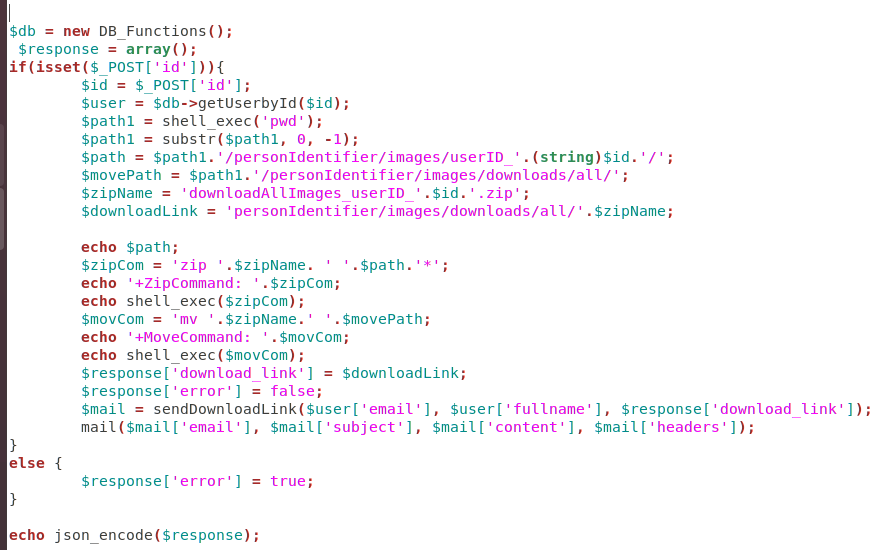 $db = new DB_Functions();
 $response = array();
if(isset($_POST['id'])){
        $id = $_POST['id'];
        $user = $db->getUserbyId($id);
        $path1 = shell_exec('pwd');
        $path1 = substr($path1, 0, -1);
        $path = $path1.'/personIdentifier/images/userID_'.(string)$id.'/';
        $movePath = $path1.'/personIdentifier/images/downloads/all/';
        $zipName = 'downloadAllImages_userID_'.$id.'.zip';
        $downloadLink = 'personIdentifier/images/downloads/all/'.$zipName;

        echo $path;
        $zipCom = 'zip '.$zipName. ' '.$path.'*';
        echo '+ZipCommand: '.$zipCom;
        echo shell_exec($zipCom);
        $movCom = 'mv '.$zipName.' '.$movePath;
        echo '+MoveCommand: '.$movCom;
        echo shell_exec($movCom);
        $response['download_link'] = $downloadLink;
        $response['error'] = false;
        $mail = sendDownloadLink($user['email'], $user['fullname'], $response['download_link']);
        mail($mail['email'], $mail['subject'], $mail['content'], $mail['headers']);
}
else {
        $response['error'] = true;
}

echo json_encode($response);